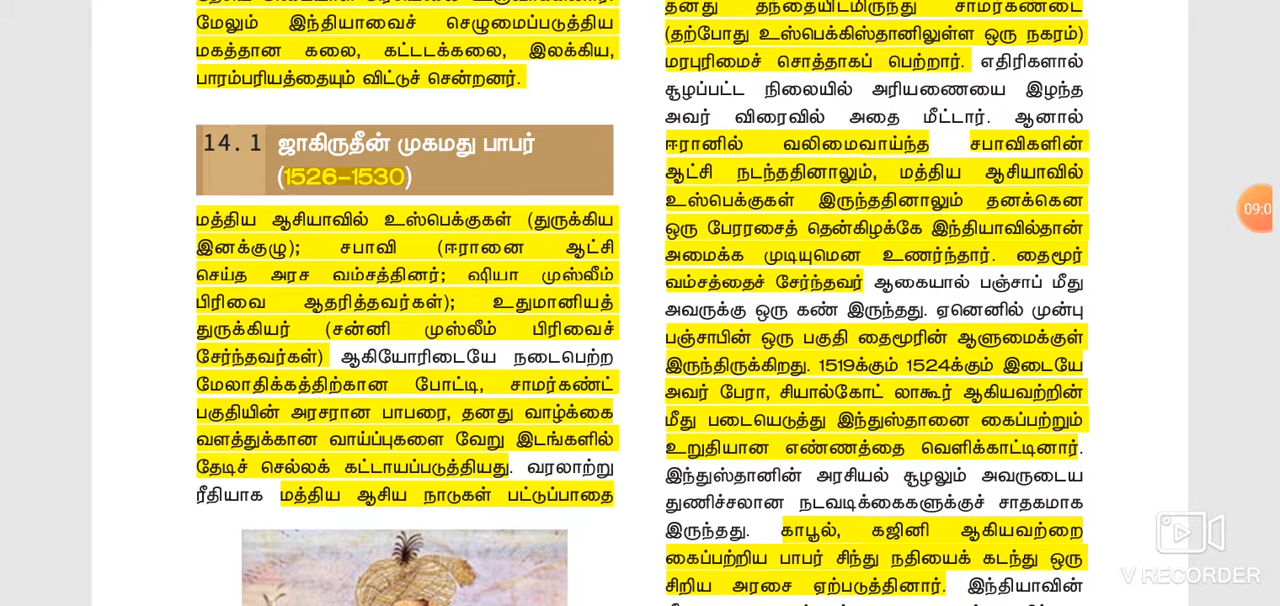 மேலும் இந்தியாவைச் செழுமைப்படுத்திய
மகத்தான கலை, கட்டடக்கலை, இலக்கிய,
பாரம்பரியத்தையும் விட்டுச் சென்றனர்.
14.1 ஜாகிருதீன் முகமது பாபர்
(1526–1530)
மத்திய ஆசியாவில் உஸ்பெக்குகள் (துருக்கிய
இனக்குழு); சபாவி (ஈரானை ஆட்சி
செய்த அரச வம்சத்தினர்; ஷியா முஸ்லீம்
பிரிவை ஆதரித்தவர்கள்); உதுமானியத்
துருக்கியர் (சன்னி முஸ்லீம் பிரிவைச்
சேர்ந்தவர்கள்) ஆகியோரிடையே நடைபெற்ற
மேலாதிக்கத்திற்கான போட்டி, சாமர்கண்ட்
பகுதியின் அரசரான பாபரை, தனது வாழ்க்கை
வளத்துக்கான வாய்ப்புகளை வேறு இடங்களில்
தேடிச் செல்லக் கட்டாயப்படுத்தியது. வரலாற்று
ரீதியாக மத்திய ஆசிய நாடுகள் பட்டுப்பாதை
தனது தந்தையிடமிருந்து சாமர்கண்டை
(தற்போது உஸ்பெக்கிஸ்தானிலுள்ள ஒரு நகரம்)
மரபுரிமைச் சொத்தாகப் பெற்றார். எதிரிகளால்
சூழப்பட்ட நிலையில் அரியணையை இழந்த
அவர் விரைவில் அதை மீட்டார். ஆனால்
ஈரானில் வலிமைவாய்ந்த சபாவிகளின்
ஆட்சி நடந்ததினாலும், மத்திய ஆசியாவில்
உஸ்பெக்குகள் இருந்ததினாலும் தனக்கென
ஒரு பேரரசைத் தென்கிழக்கே இந்தியாவில்தான்
அமைக்க முடியுமென உணர்ந்தார். தைமூர்
வம்சத்தைச் சேர்ந்தவர் ஆகையால் பஞ்சாப் மீது
அவருக்கு ஒரு கண் இருந்தது. ஏனெனில் முன்பு
பஞ்சாபின் ஒரு பகுதி தைமூரின் ஆளுமைக்குள்
இருந்திருக்கிறது. 1519க்கும் 1524க்கும் இடையே
அவர் பேரா, சியால்கோட் லாகூர் ஆகியவற்றின்
மீது படையெடுத்து இந்துஸ்தானை கைப்பற்றும்
உறுதியான எண்ணத்தை வெளிக்காட்டினார்.
இந்துஸ்தானின் அரசியல் சூழலும் அவருடைய
துணிச்சலான நடவடிக்கைகளுக்குச் சாதகமாக
இருந்தது. காபூல், கஜினி ஆகியவற்றை
கைப்பற்றிய பாபர் சிந்து நதியைக் கடந்து ஒரு
சிறிய அரசை ஏற்படுத்தினார். இந்தியாவின்
09:0
V RECORDER